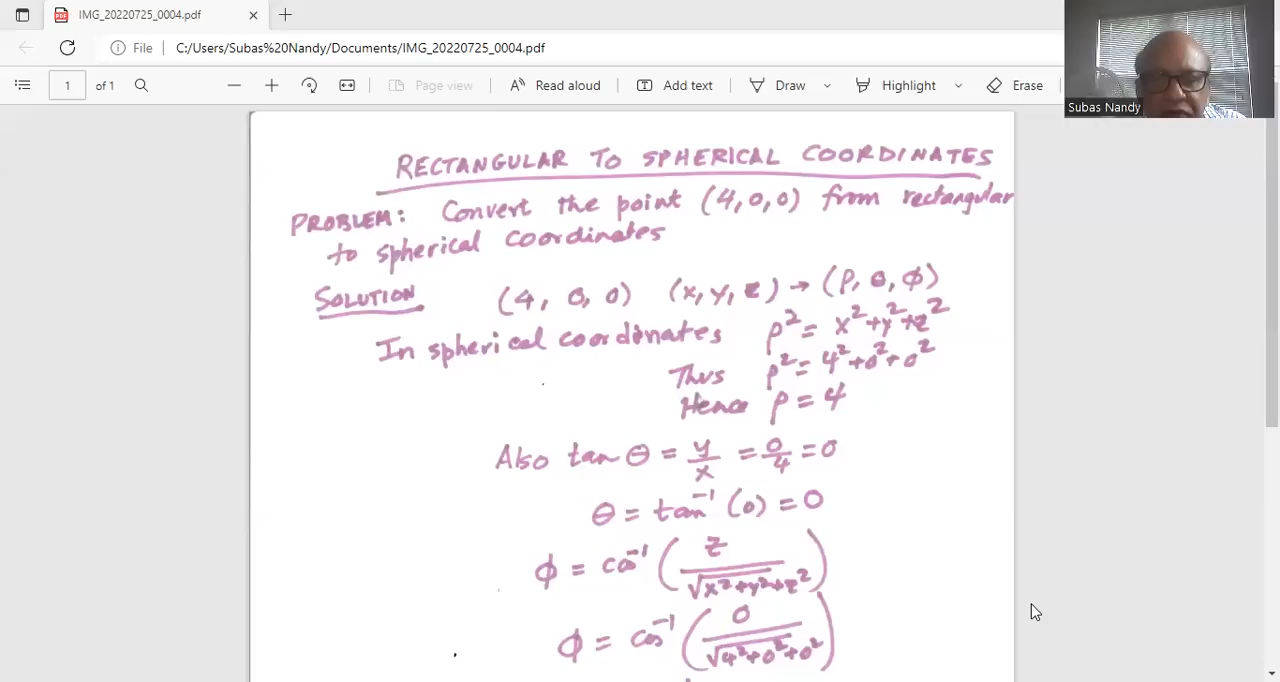 IMG_20220725_0004.pdf
File C:/Users/Subas%20Nandy/Documents/IMG_20220725_0004.pdf
1 of 1 Page view Read aloud Add text Draw Highlight Erase
Subas Nandy
RECTANGULAR TO SPHERICAL COORDINATES
PROBLEM: Convert the point (4,0,0) from rectangular
to spherical coordinates
SOLUTION (4, 0, 0) (x, y, z) → (ρ, θ, ϕ)
In spherical coordinates ρ² = x² + y² + z²
Thus ρ² = 4² + 0² + 0²
Hence ρ = 4
Also tan θ = y/x = 0/4 = 0
θ = tan⁻¹ (0) = 0
ϕ = cos⁻¹ (z/√x²+y²+z²)
ϕ = cos⁻¹ (0/√4²+0²+0²)